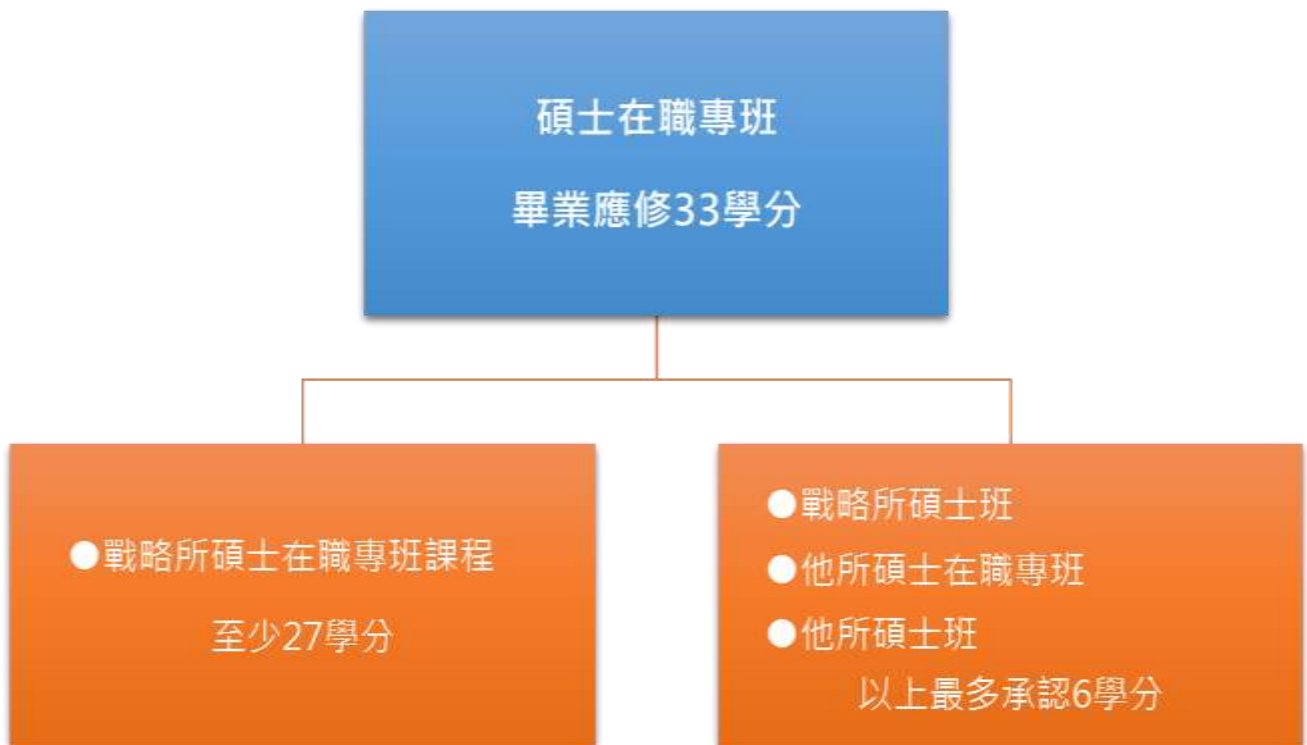 碩士在職專班
畢業應修33學分
●戰略所碩士在職專班課程
至少27學分
●戰略所碩士班
●他所碩士在職專班
●他所碩士班
以上最多承認6學分